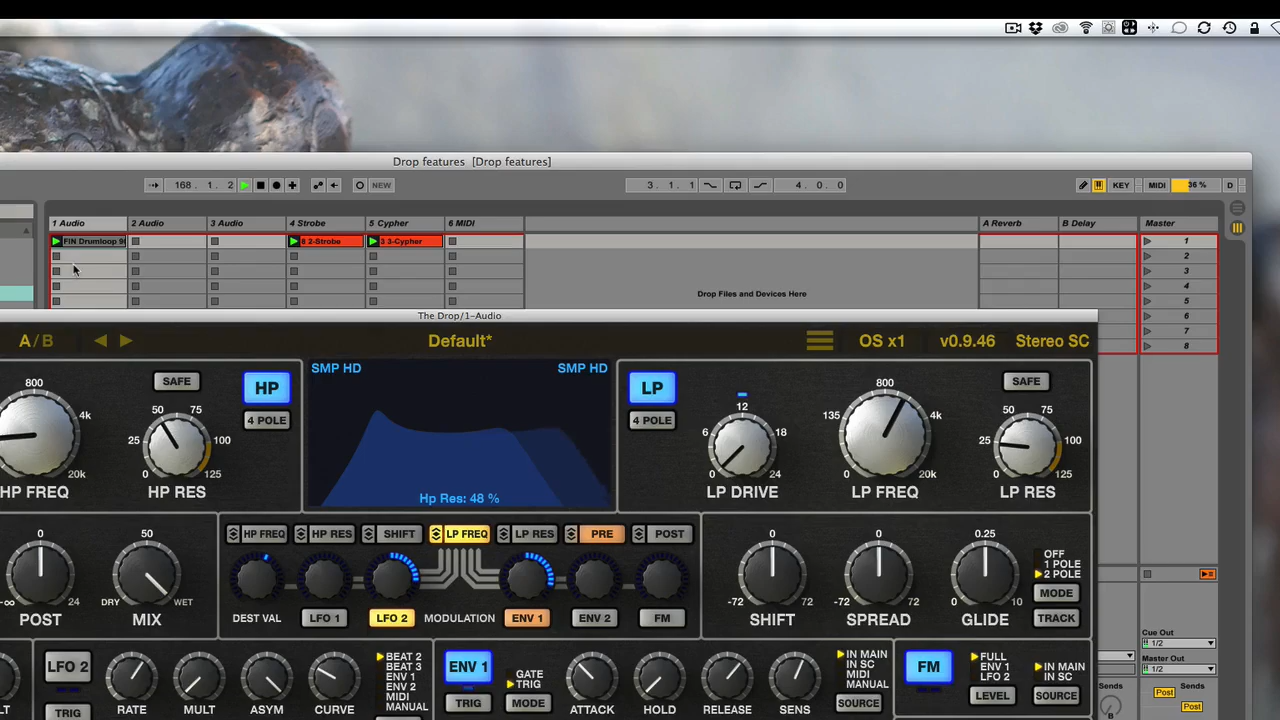 Drop features [Drop features]
168 . 1 . 2
NEW
3 . 1 . 1
4 . 0 . 0
KEY
MIDI
36 %
D
1 Audio
2 Audio
3 Audio
4 Strobe
5 Cypher
6 MIDI
A Reverb
B Delay
Master
FIN Drumloop 9
8 2-Strobe
3 3-Cypher
1
2
3
4
5
6
7
8
Drop Files and Devices Here
The Drop/1-Audio
A/B
Default*
OS x1
v0.9.46
Stereo SC
800
4k
20k
HP FREQ
SAFE
50
75
25
100
0
125
HP RES
HP
4 POLE
SMP HD
SMP HD
Hp Res: 48 %
LP
4 POLE
12
6
18
0
24
LP DRIVE
800
135
4k
0
20k
LP FREQ
SAFE
50
75
25
100
0
125
LP RES
0
-∞
24
POST
50
DRY
WET
MIX
HP FREQ
HP RES
SHIFT
LP FREQ
LP RES
PRE
POST
DEST VAL
LFO 1
LFO 2
MODULATION
ENV 1
ENV 2
FM
0
-72
72
SHIFT
0
-72
72
SPREAD
0.25
0
10
GLIDE
OFF
1 POLE
2 POLE
MODE
TRACK
LFO 2
TRIG
RATE
MULT
ASYM
CURVE
BEAT 2
BEAT 3
ENV 1
ENV 2
MIDI
MANUAL
ENV 1
TRIG
GATE
TRIG
MODE
ATTACK
HOLD
RELEASE
SENS
IN MAIN
IN SC
MIDI
MANUAL
SOURCE
FM
FULL
ENV 1
LFO 2
LEVEL
IN MAIN
IN SC
SOURCE
Cue Out
1/2
Master Out
1/2
Sends
Sends
B
Post
Post